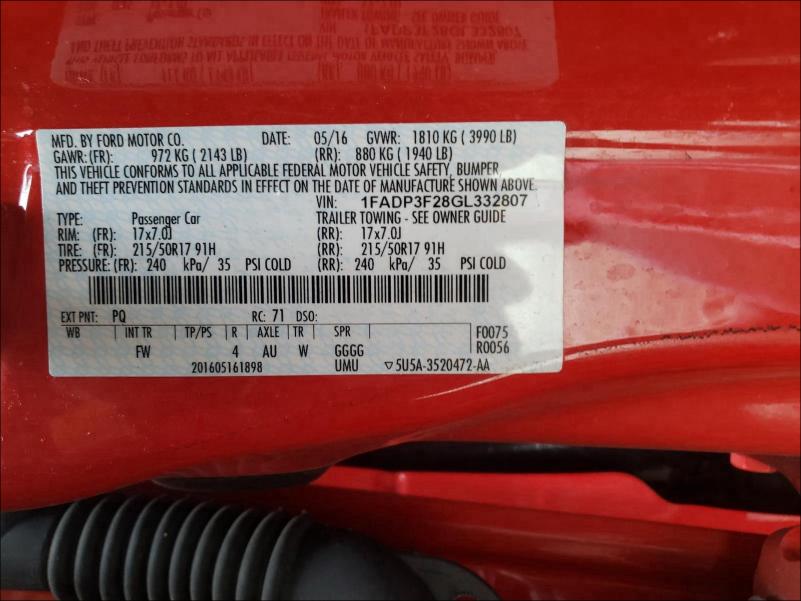 MFD. BY FORD MOTOR CO. DATE: 05/16 GVWR: 1810 KG ( 3990 LB)
GAWR:(FR): 972 KG ( 2143 LB) (RR): 880 KG ( 1940 LB)
THIS VEHICLE CONFORMS TO ALL APPLICABLE FEDERAL MOTOR VEHICLE SAFETY, BUMPER,
AND THEFT PREVENTION STANDARDS IN EFFECT ON THE DATE OF MANUFACTURE SHOWN ABOVE.
VIN: 1FADP3F28GL332807
TYPE: Passenger Car TRAILER TOWING - SEE OWNER GUIDE
RIM: (FR): 17x7.0J (RR): 17x7.0J
TIRE: (FR): 215/50R17 91H (RR): 215/50R17 91H
PRESSURE:(FR): 240 kPa/ 35 PSI COLD (RR): 240 kPa/ 35 PSI COLD
EXT PNT: PQ RC: 71 DSO:
WB INT TR TP/PS R AXLE TR SPR F0075
FW 4 AU W GGGG R0056
201605161898 UMU ▽5U5A-3520472-AA